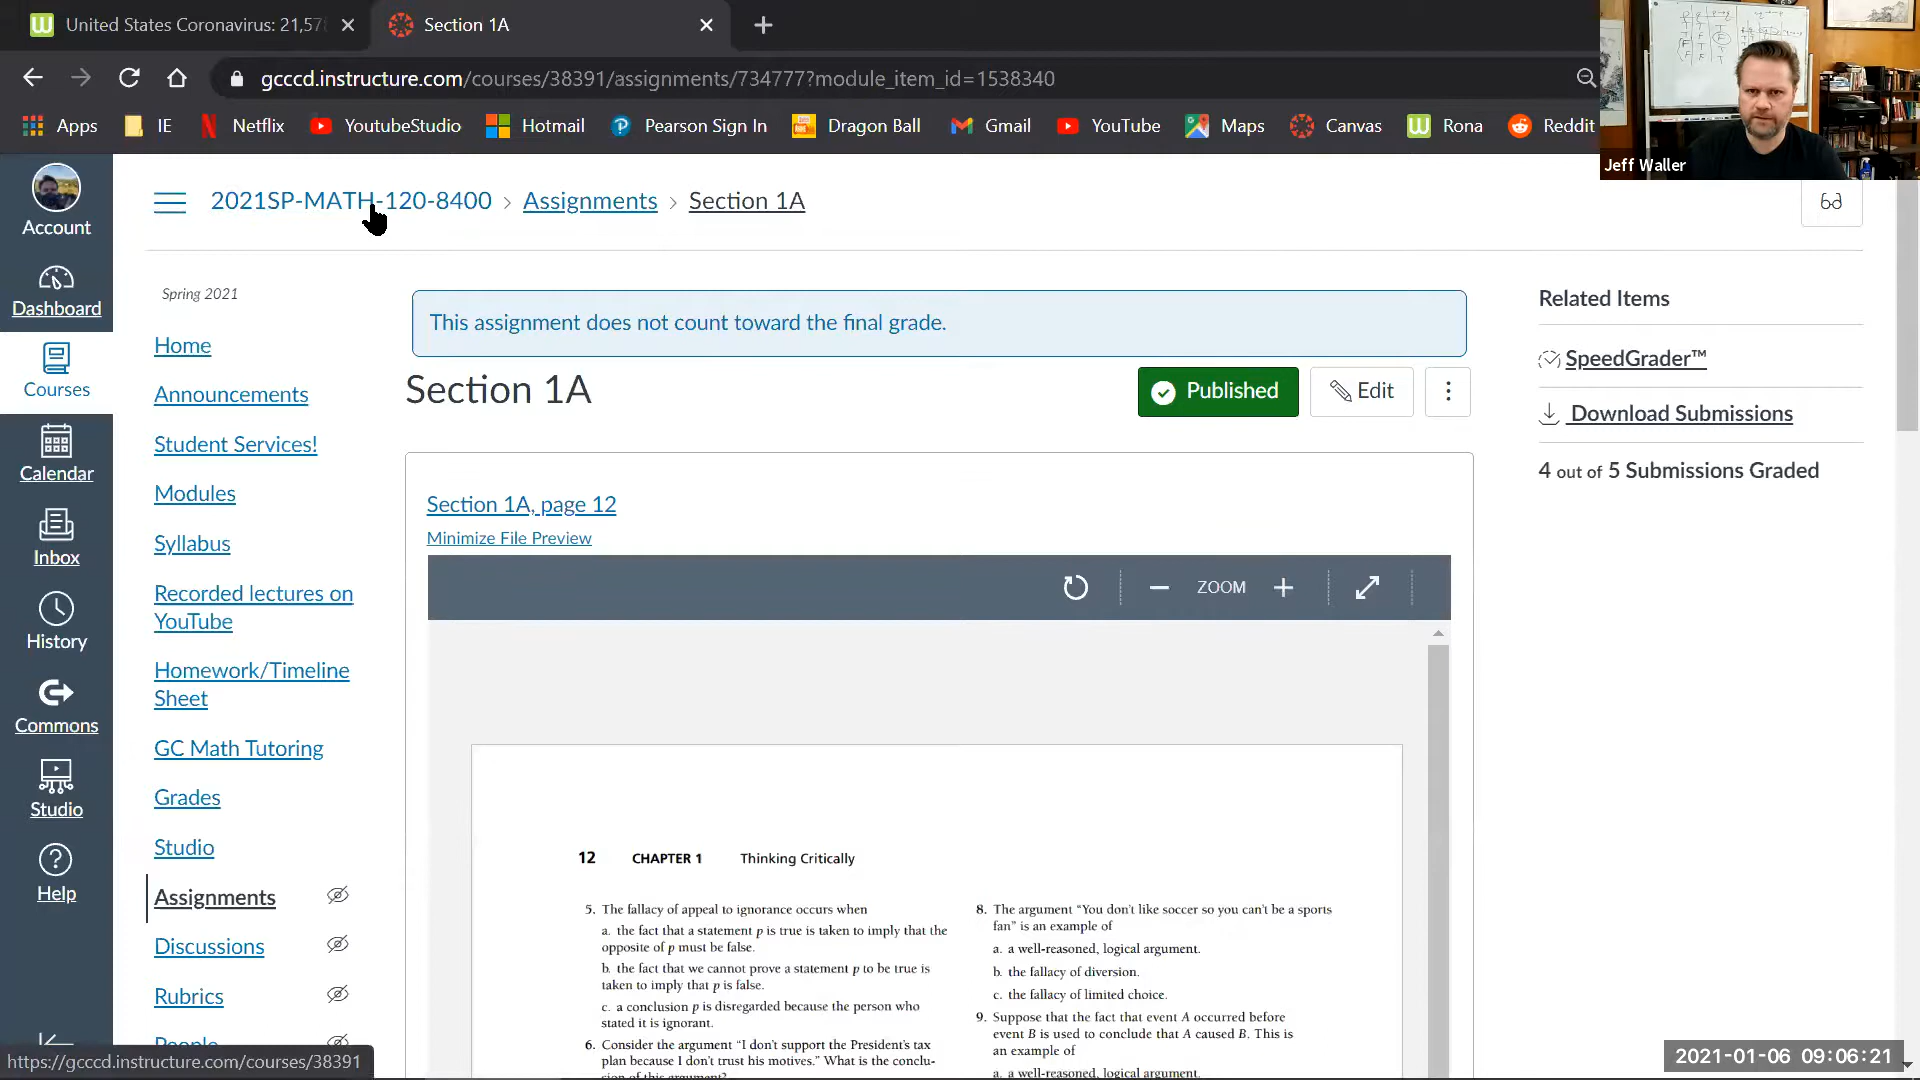 United States Coronavirus: 21,57
Section 1A
gcccd.instructure.com/courses/38391/assignments/734777?module_item_id=1538340
Apps
IE
Netflix
YoutubeStudio
Hotmail
Pearson Sign In
Dragon Ball
Gmail
YouTube
Maps
Canvas
Rona
Reddit
Jeff Waller
Account
Dashboard
Courses
Calendar
Inbox
History
Commons
Studio
Help
2021SP-MATH-120-8400 > Assignments > Section 1A
Spring 2021
Home
Announcements
Student Services!
Modules
Syllabus
Recorded lectures on
YouTube
Homework/Timeline
Sheet
GC Math Tutoring
Grades
Studio
Assignments
Discussions
Rubrics
People
This assignment does not count toward the final grade.
Section 1A
Published
Edit
Section 1A, page 12
Minimize File Preview
ZOOM
12 CHAPTER 1 Thinking Critically
5. The fallacy of appeal to ignorance occurs when
a. the fact that a statement p is true is taken to imply that the
opposite of p must be false.
b. the fact that we cannot prove a statement p to be true is
taken to imply that p is false.
c. a conclusion p is disregarded because the person who
stated it is ignorant.
6. Consider the argument “I don't support the President's tax
plan because I don't trust his motives.” What is the conclu-
sion of this argument?
8. The argument “You don't like soccer so you can't be a sports
fan” is an example of
a. a well-reasoned, logical argument.
b. the fallacy of diversion.
c. the fallacy of limited choice.
9. Suppose that the fact that event A occurred before
event B is used to conclude that A caused B. This is
an example of
a. a well-reasoned, logical argument.
Related Items
SpeedGrader™
Download Submissions
4 out of 5 Submissions Graded
https://gcccd.instructure.com/courses/38391
2021-01-06 09:06:21